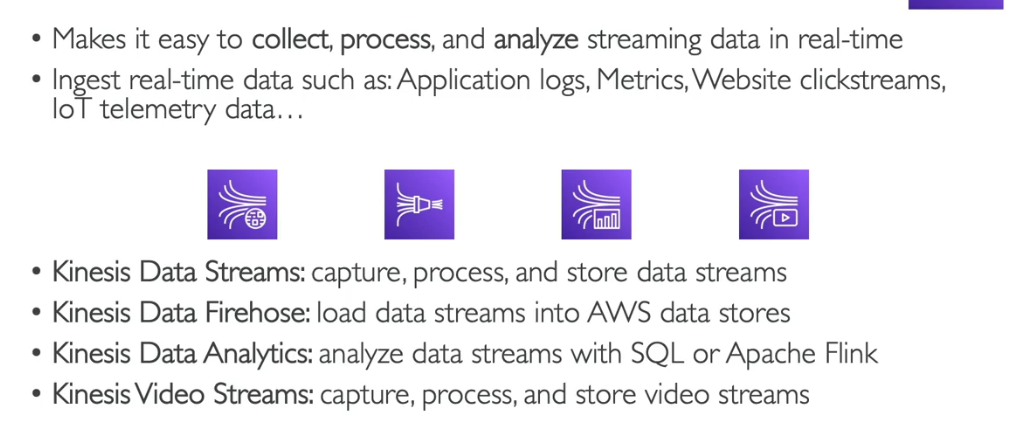 • Makes it easy to collect, process, and analyze streaming data in real-time
• Ingest real-time data such as: Application logs, Metrics, Website clickstreams,
IoT telemetry data…
• Kinesis Data Streams: capture, process, and store data streams
• Kinesis Data Firehose: load data streams into AWS data stores
• Kinesis Data Analytics: analyze data streams with SQL or Apache Flink
• Kinesis Video Streams: capture, process, and store video streams